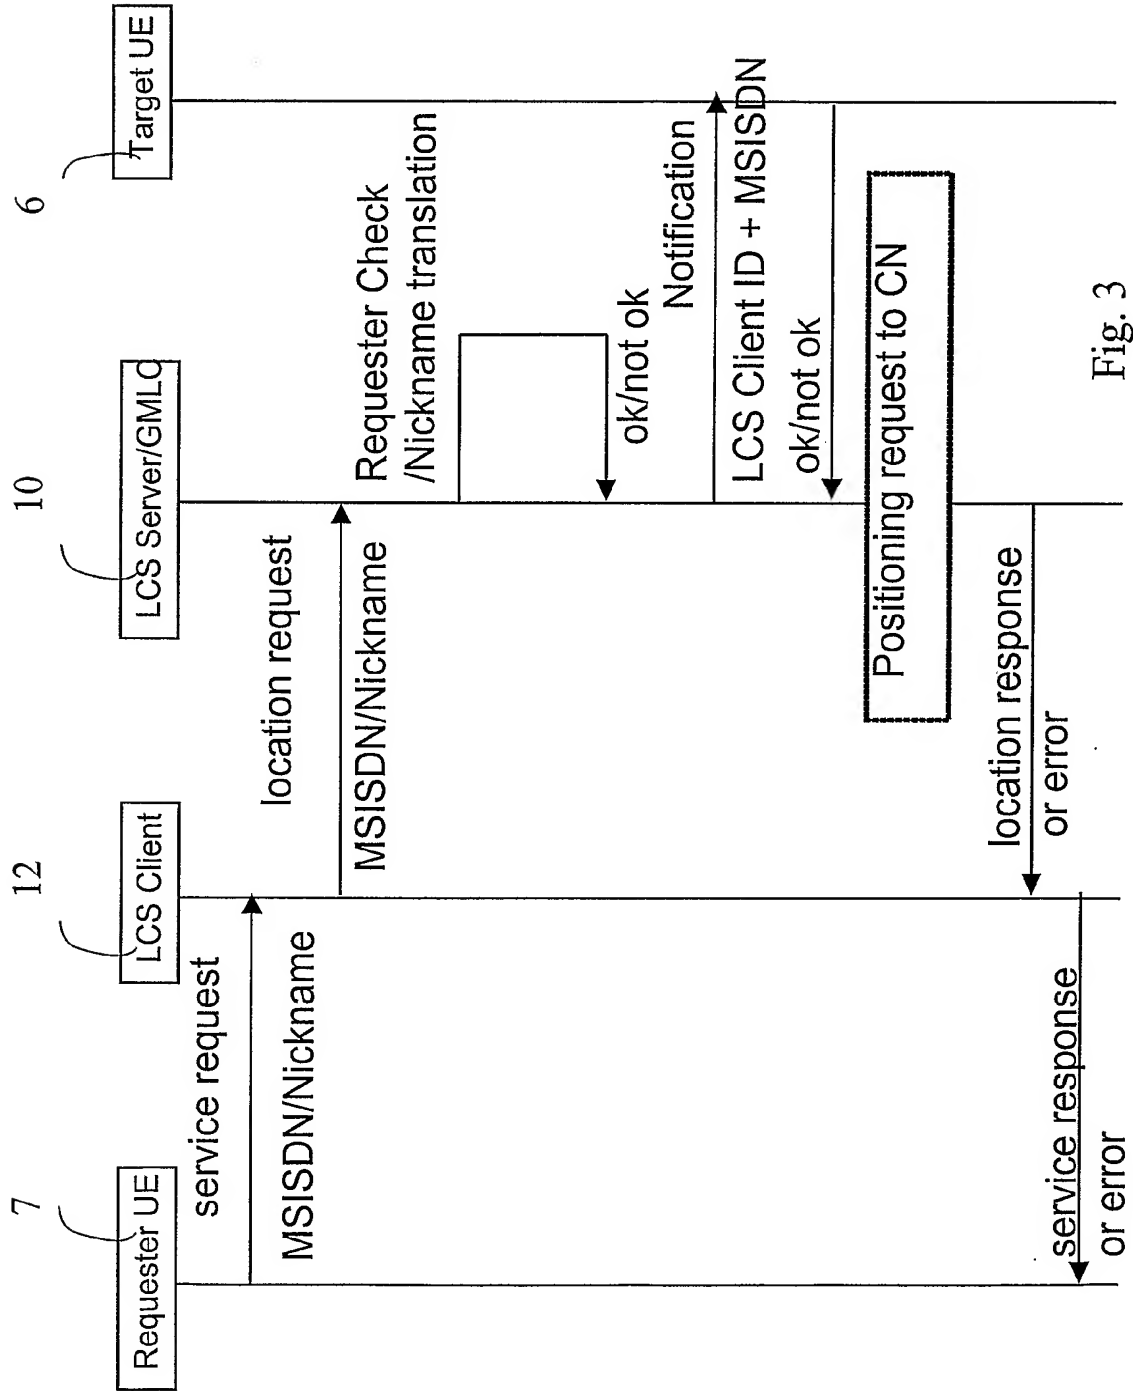 7
12
10
6
Requester UE
LCS Client
LCS Server/GMLC
Target UE
service request
MSISDN/Nickname
location request
MSISDN/Nickname
Requester Check
/Nickname translation
ok/not ok
Notification
LCS Client ID + MSISDN
ok/not ok
Positioning request to CN
location response
or error
service response
or error
Fig. 3